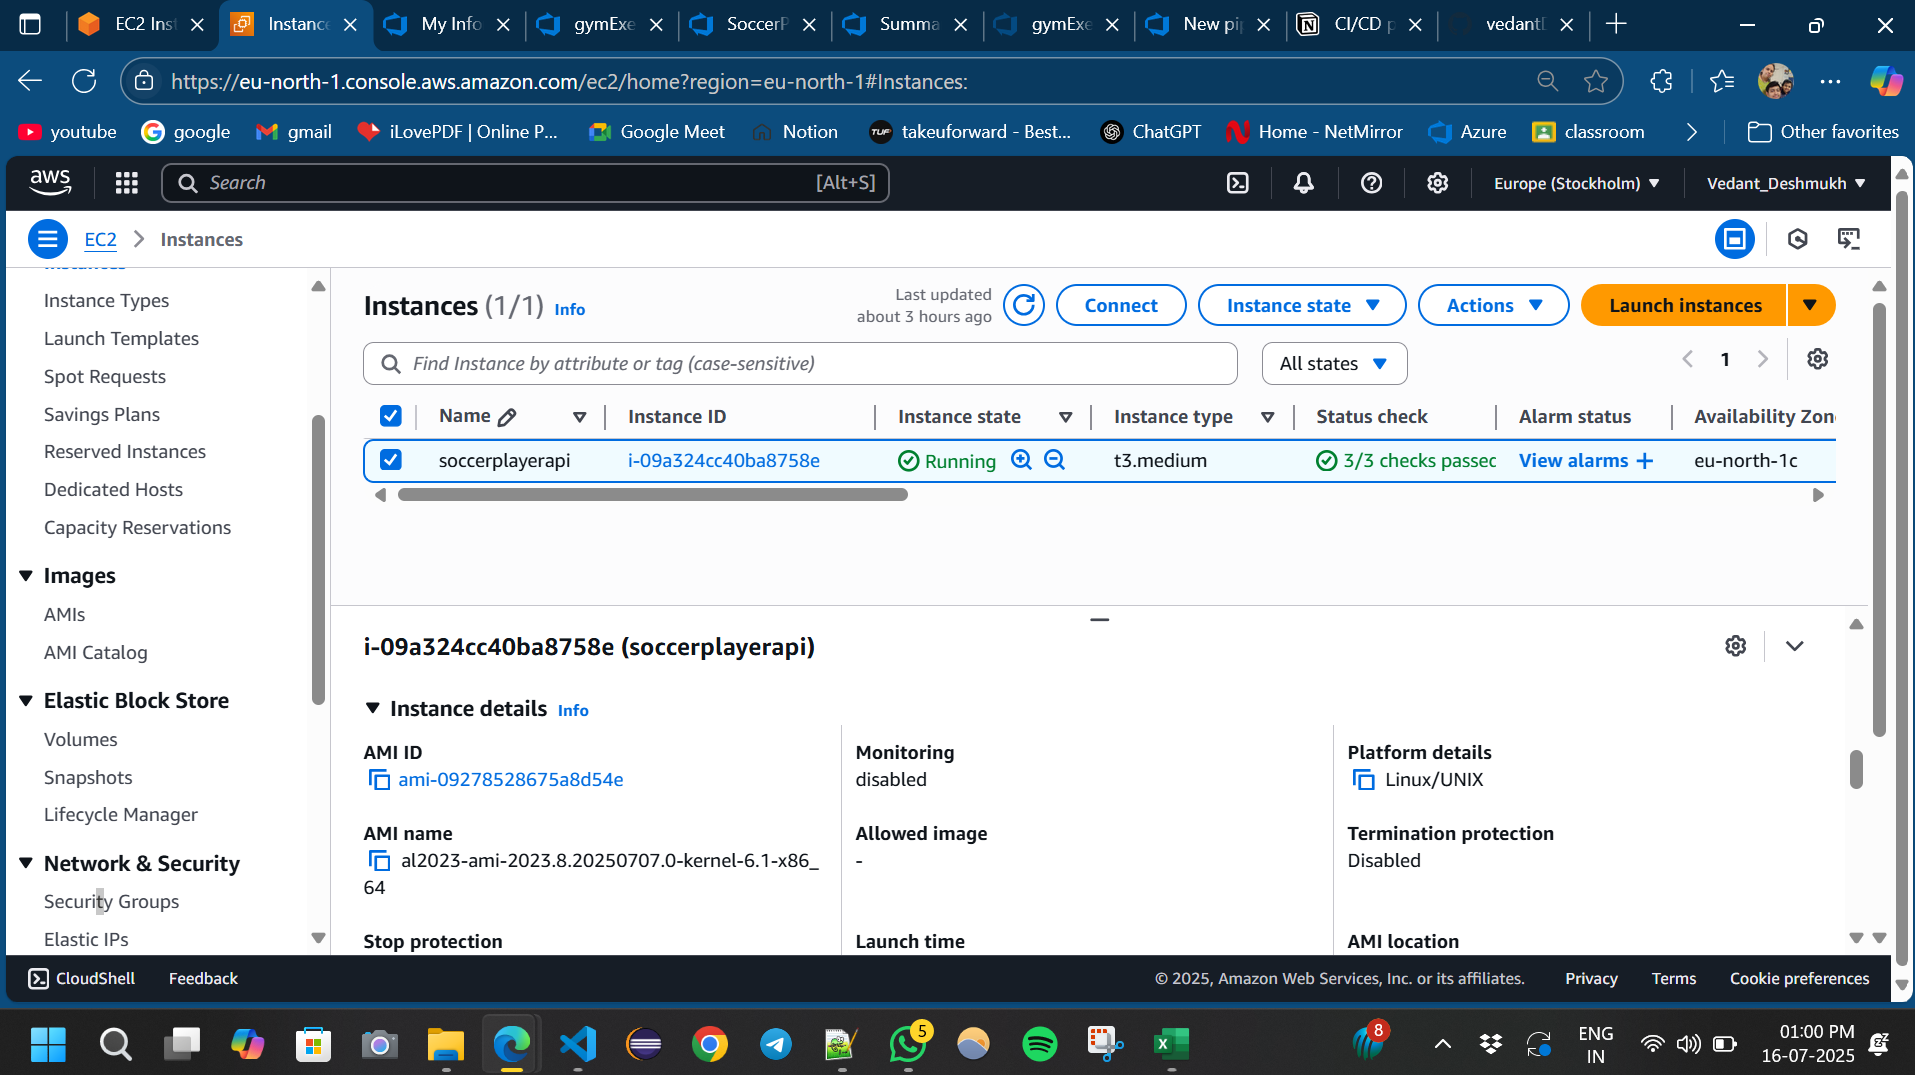 EC2 Inst
Instance
My Info
gymExe
SoccerP
Summa
gymExe
New pip
CI/CD p
vedantD
https://eu-north-1.console.aws.amazon.com/ec2/home?region=eu-north-1#Instances:
youtube
google
gmail
iLovePDF | Online P...
Google Meet
Notion
TUF
takeuforward - Best...
ChatGPT
Home - NetMirror
Azure
classroom
Other favorites
aws
Search
[Alt+S]
Europe (Stockholm)
Vedant_Deshmukh
EC2
Instances
Instances
Instance Types
Launch Templates
Spot Requests
Savings Plans
Reserved Instances
Dedicated Hosts
Capacity Reservations
Images
AMIs
AMI Catalog
Elastic Block Store
Volumes
Snapshots
Lifecycle Manager
Network & Security
Security Groups
Elastic IPs
Instances (1/1) Info
Last updated
about 3 hours ago
Connect
Instance state
Actions
Launch instances
Find Instance by attribute or tag (case-sensitive)
All states
1
Name
Instance ID
Instance state
Instance type
Status check
Alarm status
Availability Zon
soccerplayerapi
i-09a324cc40ba8758e
Running
t3.medium
3/3 checks passec
View alarms +
eu-north-1c
i-09a324cc40ba8758e (soccerplayerapi)
Instance details Info
AMI ID
ami-09278528675a8d54e
Monitoring
disabled
Platform details
Linux/UNIX
AMI name
al2023-ami-2023.8.20250707.0-kernel-6.1-x86_
64
Allowed image
-
Termination protection
Disabled
Stop protection
Launch time
AMI location
CloudShell
Feedback
© 2025, Amazon Web Services, Inc. or its affiliates.
Privacy
Terms
Cookie preferences
5
8
ENG
IN
01:00 PM
16-07-2025